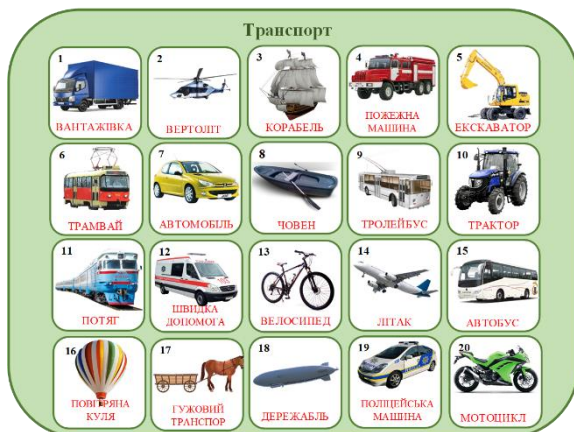 Транспорт
1
ВАНТАЖІВКА
2
ВЕРТОЛІТ
3
КОРАБЕЛЬ
4
ПОЖЕЖНА
МАШИНА
5
ЕКСКАВАТОР
6
ТРАМВАЙ
7
АВТОМОБІЛЬ
8
ЧОВЕН
9
ТРОЛЕЙБУС
10
ТРАКТОР
11
ПОТЯГ
12
ШВИДКА
ДОПОМОГА
13
ВЕЛОСИПЕД
14
ЛІТАК
15
АВТОБУС
16
ПОВІТРЯНА
КУЛЯ
17
ГУЖОВИЙ
ТРАНСПОР
18
ДЕРЕЖАБЛЬ
19
ПОЛІЦЕЙСЬКА
МАШИНА
20
МОТОЦИКЛ